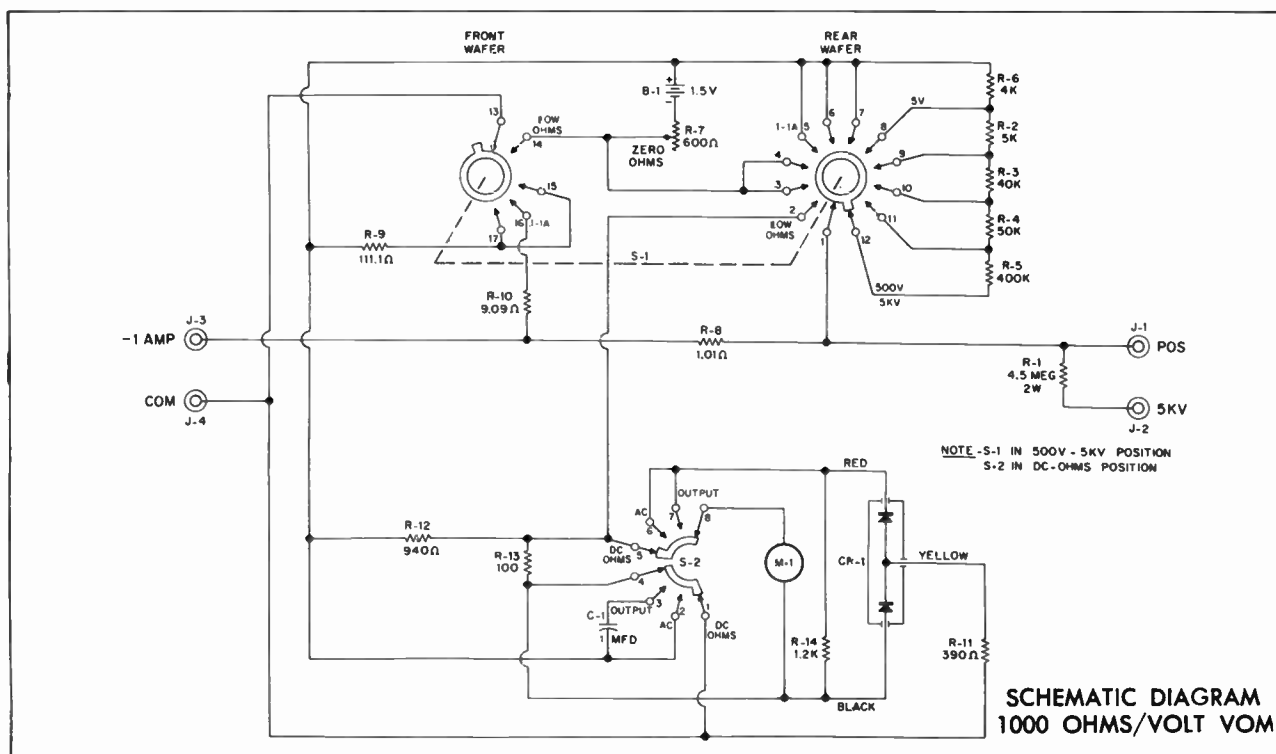 FRONT
WAFER
REAR
WAFER
B-1
+
-
1.5V
R-7
600Ω
ZERO
OHMS
13
LOW
OHMS
14
15
16
1-1A
17
R-9
111.1Ω
R-10
9.09Ω
S-1
1-1A
5
6
7
8
5V
9
10
11
12
4
3
2
LOW
OHMS
1
500V
5KV
R-6
4K
R-2
5K
R-3
40K
R-4
50K
R-5
400K
J-3
-1 AMP
COM
J-4
R-8
1.01Ω
J-1
POS
R-1
4.5 MEG
2W
5KV
J-2
NOTE - S-1 IN 500V - 5KV POSITION
S-2 IN DC-OHMS POSITION
RED
OUTPUT
AC
6
7
8
R-12
940Ω
R-13
100
DC
OHMS
5
S-2
4
M-1
CR-1
YELLOW
C-1
1 MFD
OUTPUT
3
AC
2
1
DC
OHMS
R-14
1.2K
R-11
390Ω
BLACK
SCHEMATIC DIAGRAM
1000 OHMS/VOLT VOM